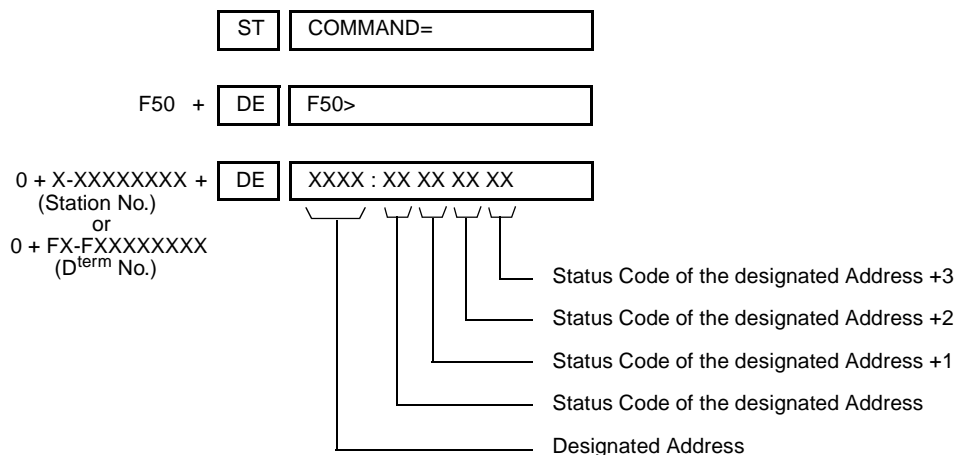 ST COMMAND=
F50 + DE F50>
0 + X-XXXXXXXX + DE XXXX : XX XX XX XX
(Station No.)
or
0 + FX-FXXXXXXXX
(Dterm No.)
Status Code of the designated Address +3
Status Code of the designated Address +2
Status Code of the designated Address +1
Status Code of the designated Address
Designated Address